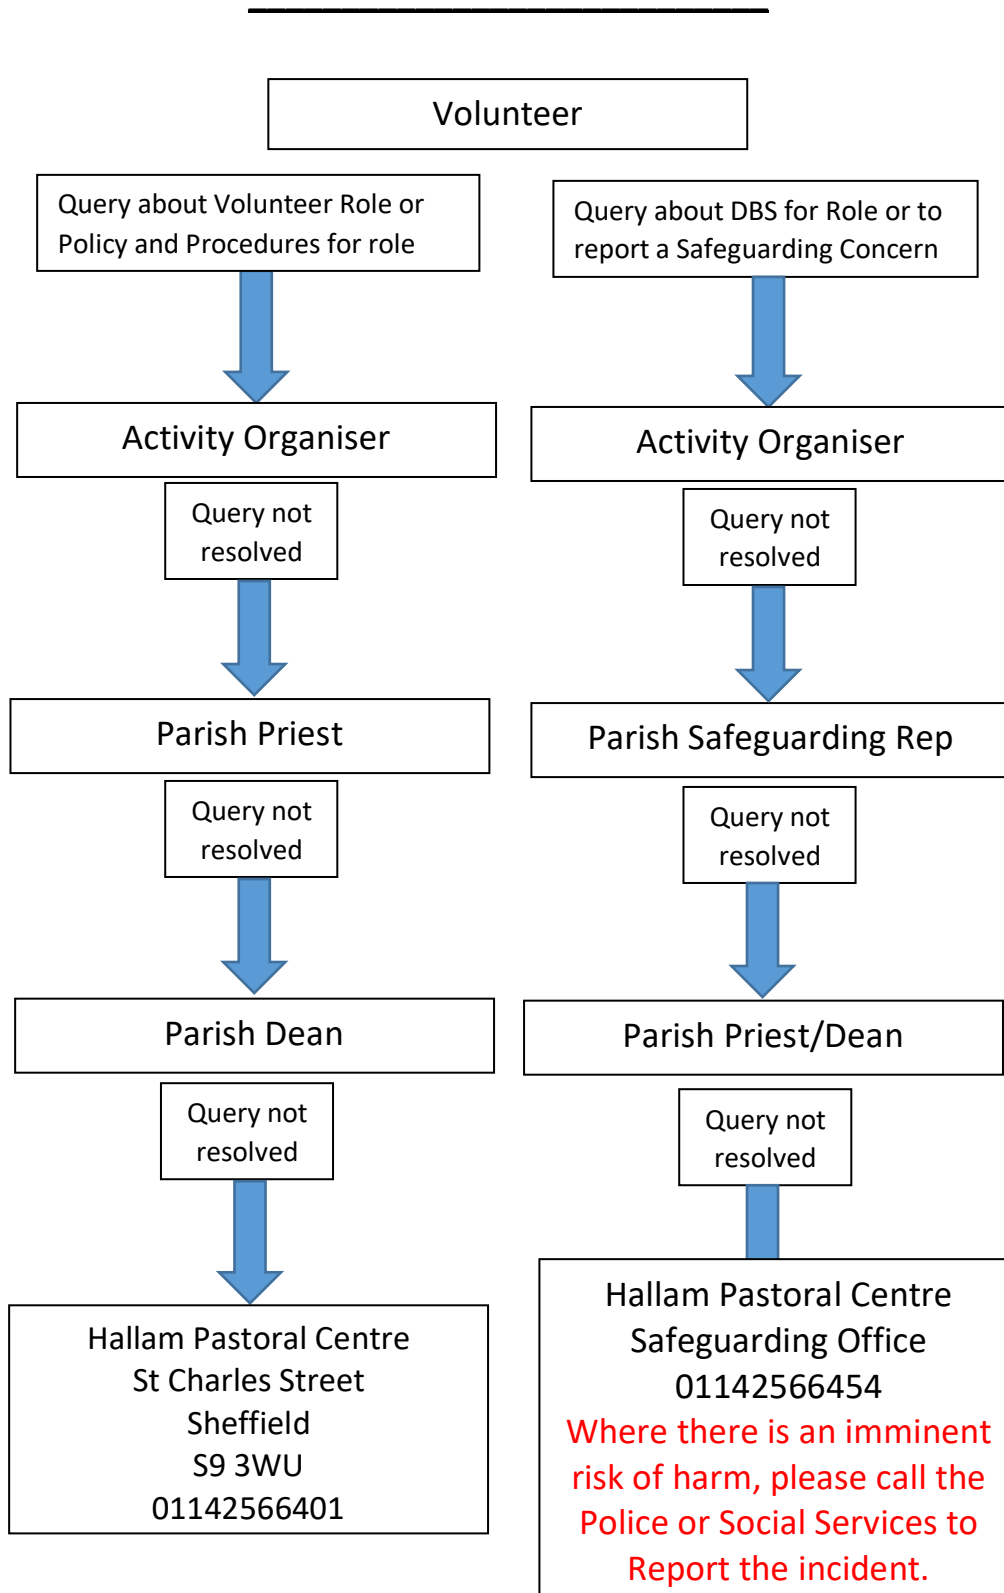 Volunteer
Query about Volunteer Role or
Policy and Procedures for role
Query about DBS for Role or to
report a Safeguarding Concern
Activity Organiser
Activity Organiser
Query not
resolved
Query not
resolved
Parish Priest
Parish Safeguarding Rep
Query not
resolved
Query not
resolved
Parish Dean
Parish Priest/Dean
Query not
resolved
Query not
resolved
Hallam Pastoral Centre
St Charles Street
Sheffield
S9 3WU
01142566401
Hallam Pastoral Centre
Safeguarding Office
01142566454
Where there is an imminent
risk of harm, please call the
Police or Social Services to
Report the incident.